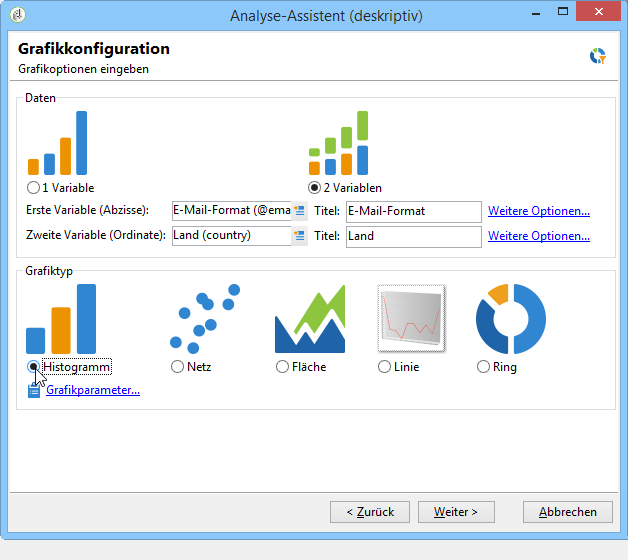 Analyse-Assistent (deskriptiv)
Grafikkonfiguration
Grafikoptionen eingeben
Daten
1 Variable
2 Variablen
Erste Variable (Abzisse): E-Mail-Format (@ema Titel: E-Mail-Format Weitere Optionen...
Zweite Variable (Ordinate): Land (country) Titel: Land Weitere Optionen...
Grafiktyp
Histogramm Netz Fläche Linie Ring
Grafikparameter...
< Zurück Weiter > Abbrechen